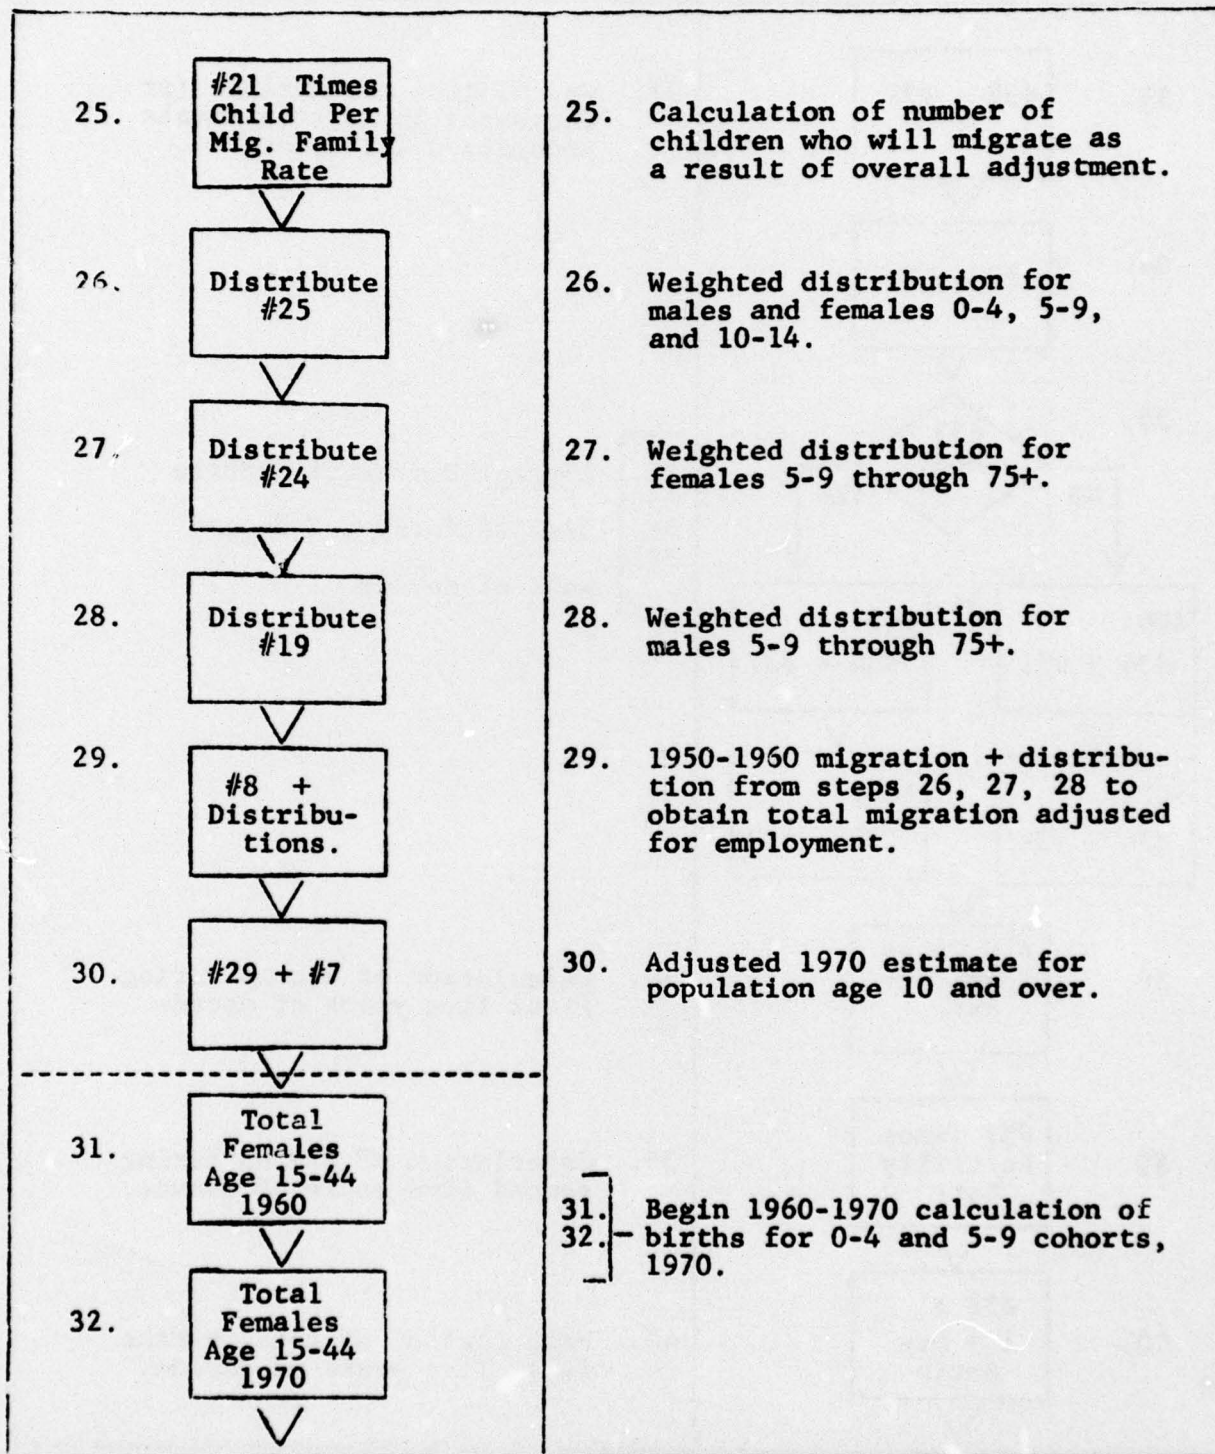 25.
#21 Times
Child Per
Mig. Family
Rate
25. Calculation of number of
children who will migrate as
a result of overall adjustment.
26.
Distribute
#25
26. Weighted distribution for
males and females 0-4, 5-9,
and 10-14.
27.
Distribute
#24
27. Weighted distribution for
females 5-9 through 75+.
28.
Distribute
#19
28. Weighted distribution for
males 5-9 through 75+.
29.
#8 +
Distribu-
tions.
29. 1950-1960 migration + distribu-
tion from steps 26, 27, 28 to
obtain total migration adjusted
for employment.
30.
#29 + #7
30. Adjusted 1970 estimate for
population age 10 and over.
31.
Total
Females
Age 15-44
1960
31. Begin 1960-1970 calculation of
32. births for 0-4 and 5-9 cohorts,
1970.
32.
Total
Females
Age 15-44
1970